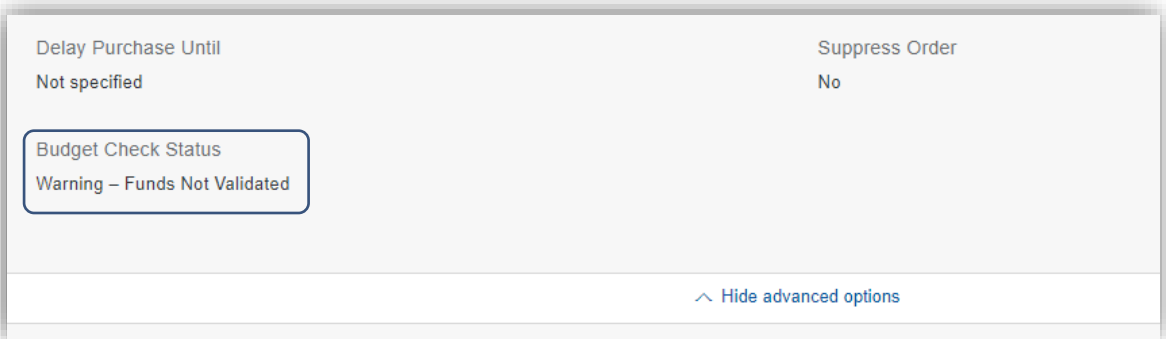 Delay Purchase Until
Suppress Order
Not specified
No
Budget Check Status
Warning – Funds Not Validated
Hide advanced options